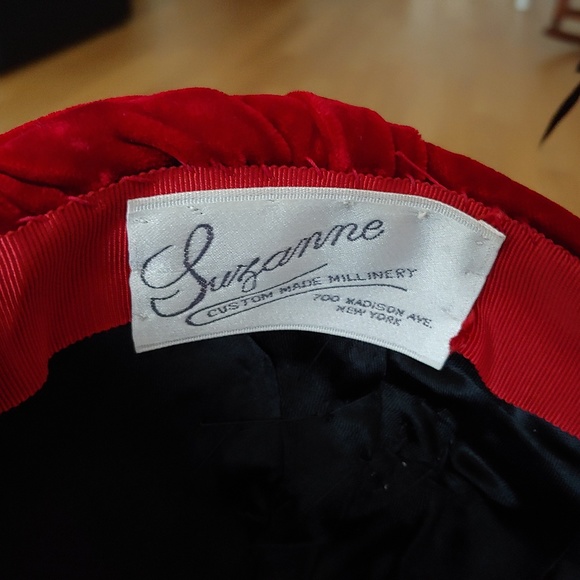 Suzanne
CUSTOM MADE MILLINERY
700 MADISON AVE.
NEW YORK